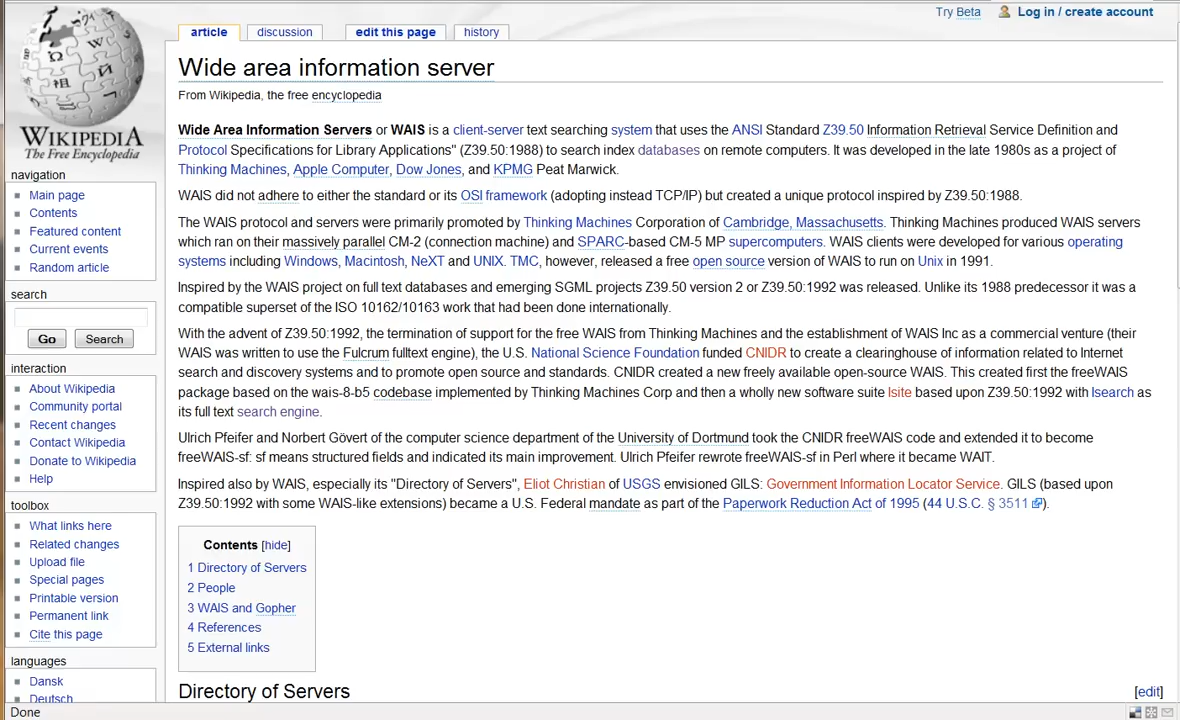 Try Beta Log in / create account
article discussion edit this page history
WIKIPEDIA
The Free Encyclopedia
navigation
Main page
Contents
Featured content
Current events
Random article
search
Go Search
interaction
About Wikipedia
Community portal
Recent changes
Contact Wikipedia
Donate to Wikipedia
Help
toolbox
What links here
Related changes
Upload file
Special pages
Printable version
Permanent link
Cite this page
languages
Dansk
Deutsch
Wide area information server
From Wikipedia, the free encyclopedia
Wide Area Information Servers or WAIS is a client-server text searching system that uses the ANSI Standard Z39.50 Information Retrieval Service Definition and
Protocol Specifications for Library Applications" (Z39.50:1988) to search index databases on remote computers. It was developed in the late 1980s as a project of
Thinking Machines, Apple Computer, Dow Jones, and KPMG Peat Marwick.
WAIS did not adhere to either the standard or its OSI framework (adopting instead TCP/IP) but created a unique protocol inspired by Z39.50:1988.
The WAIS protocol and servers were primarily promoted by Thinking Machines Corporation of Cambridge, Massachusetts. Thinking Machines produced WAIS servers
which ran on their massively parallel CM-2 (connection machine) and SPARC-based CM-5 MP supercomputers. WAIS clients were developed for various operating
systems including Windows, Macintosh, NeXT and UNIX. TMC, however, released a free open source version of WAIS to run on Unix in 1991.
Inspired by the WAIS project on full text databases and emerging SGML projects Z39.50 version 2 or Z39.50:1992 was released. Unlike its 1988 predecessor it was a
compatible superset of the ISO 10162/10163 work that had been done internationally.
With the advent of Z39.50:1992, the termination of support for the free WAIS from Thinking Machines and the establishment of WAIS Inc as a commercial venture (their
WAIS was written to use the Fulcrum fulltext engine), the U.S. National Science Foundation funded CNIDR to create a clearinghouse of information related to Internet
search and discovery systems and to promote open source and standards. CNIDR created a new freely available open-source WAIS. This created first the freeWAIS
package based on the wais-8-b5 codebase implemented by Thinking Machines Corp and then a wholly new software suite Isite based upon Z39.50:1992 with Isearch as
its full text search engine.
Ulrich Pfeifer and Norbert Gövert of the computer science department of the University of Dortmund took the CNIDR freeWAIS code and extended it to become
freeWAIS-sf: sf means structured fields and indicated its main improvement. Ulrich Pfeifer rewrote freeWAIS-sf in Perl where it became WAIT.
Inspired also by WAIS, especially its "Directory of Servers", Eliot Christian of USGS envisioned GILS: Government Information Locator Service. GILS (based upon
Z39.50:1992 with some WAIS-like extensions) became a U.S. Federal mandate as part of the Paperwork Reduction Act of 1995 (44 U.S.C. § 3511).
Contents [hide]
1 Directory of Servers
2 People
3 WAIS and Gopher
4 References
5 External links
Directory of Servers [edit]
Done